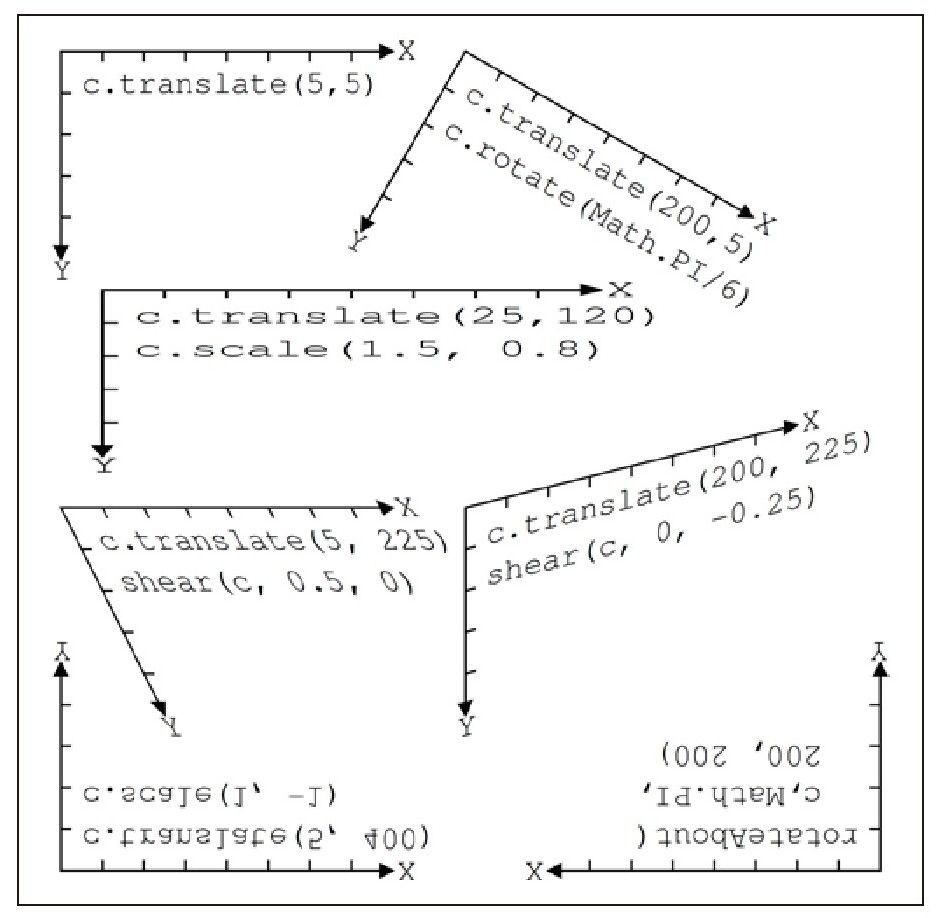 X
c.translate(5,5)
Y
c.translate(200,5)
c.rotate(Math.PI/6)
X
Y
X
c.translate(25,120)
c.scale(1.5, 0.8)
Y
X
c.translate(5, 225)
shear(c, 0.5, 0)
Y
X
c.translate(200, 225)
shear(c, 0, -0.25)
Y
Y
c.translate(5, 400)
c.scale(1, -1)
X
Y
rotateAbout(
c,Math.PI,
200, 200)
X